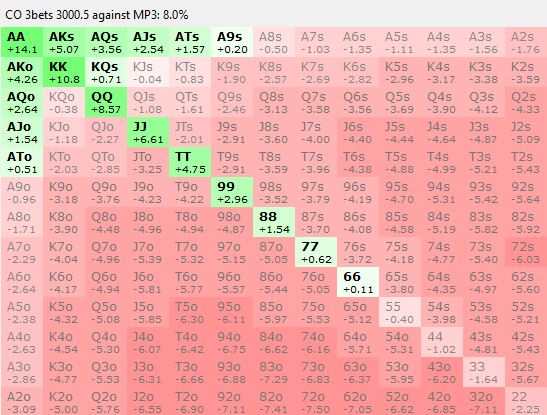 CO 3bets 3000.5 against MP3: 8.0%
AA AKs AQs AJs ATs A9s A8s A7s A6s A5s A4s A3s A2s
+14.1 +5.07 +3.56 +2.54 +1.57 +0.20 -0.50 -1.03 -1.35 -1.11 -1.35 -1.56 -1.76
AKo KK KQs KJs KTs K9s K8s K7s K6s K5s K4s K3s K2s
+4.26 +10.8 +0.71 -0.04 -0.83 -1.90 -2.57 -2.69 -2.82 -2.96 -3.17 -3.38 -3.59
AQo KQo QQ QJs QTs Q9s Q8s Q7s Q6s Q5s Q4s Q3s Q2s
+2.64 -0.38 +8.57 -1.08 -1.61 -2.46 -3.13 -3.58 -3.56 -3.69 -3.90 -4.12 -4.33
AJo KJo QJo JJ JTs J9s J8s J7s J6s J5s J4s J3s J2s
+1.54 -1.18 -2.27 +6.61 -2.01 -2.91 -3.60 -4.00 -4.40 -4.44 -4.64 -4.87 -5.09
ATo KTo QTo JTo TT T9s T8s T7s T6s T5s T4s T3s T2s
+0.51 -2.03 -2.85 -3.25 +4.75 -2.91 -3.59 -3.96 -4.38 -4.88 -4.99 -5.21 -5.43
A9o K9o Q9o J9o T9o 99 98s 97s 96s 95s 94s 93s 92s
-0.96 -3.18 -3.76 -4.23 -4.22 +2.96 -3.52 -3.79 -4.19 -4.70 -5.31 -5.42 -5.64
A8o K8o Q8o J8o T8o 98o 88 87s 86s 85s 84s 83s 82s
-1.71 -3.90 -4.48 -4.96 -4.94 -4.87 +1.54 -3.70 -4.08 -4.58 -5.19 -5.82 -5.92
A7o K7o Q7o J7o T7o 97o 87o 77 76s 75s 74s 73s 72s
-2.29 -4.04 -4.96 -5.39 -5.32 -5.15 -5.05 +0.62 -3.72 -4.18 -4.77 -5.40 -6.03
A6o K6o Q6o J6o T6o 96o 86o 76o 66 65s 64s 63s 62s
-2.64 -4.17 -4.94 -5.81 -5.77 -5.57 -5.44 -5.05 +0.11 -3.80 -4.35 -4.97 -5.60
A5o K5o Q5o J5o T5o 95o 85o 75o 65o 55 54s 53s 52s
-2.38 -4.32 -5.08 -5.85 -6.30 -6.11 -5.97 -5.53 -5.12 -0.40 -3.98 -4.58 -5.21
A4o K4o Q4o J4o T4o 94o 84o 74o 64o 54o 44 43s 42s
-2.63 -4.54 -5.30 -6.07 -6.42 -6.75 -6.62 -6.16 -5.71 -5.31 -1.02 -4.81 -5.43
A3o K3o Q3o J3o T3o 93o 83o 73o 63o 53o 43o 33 32s
-2.86 -4.77 -5.53 -6.31 -6.66 -6.88 -7.29 -6.83 -6.37 -5.95 -6.20 -1.64 -5.67
A2o K2o Q2o J2o T2o 92o 82o 72o 62o 52o 42o 32o 22
-3.09 -5.00 -5.76 -6.55 -6.90 -7.11 -7.41 -7.50 -7.05 -6.62 -6.85 -7.11 -2.25